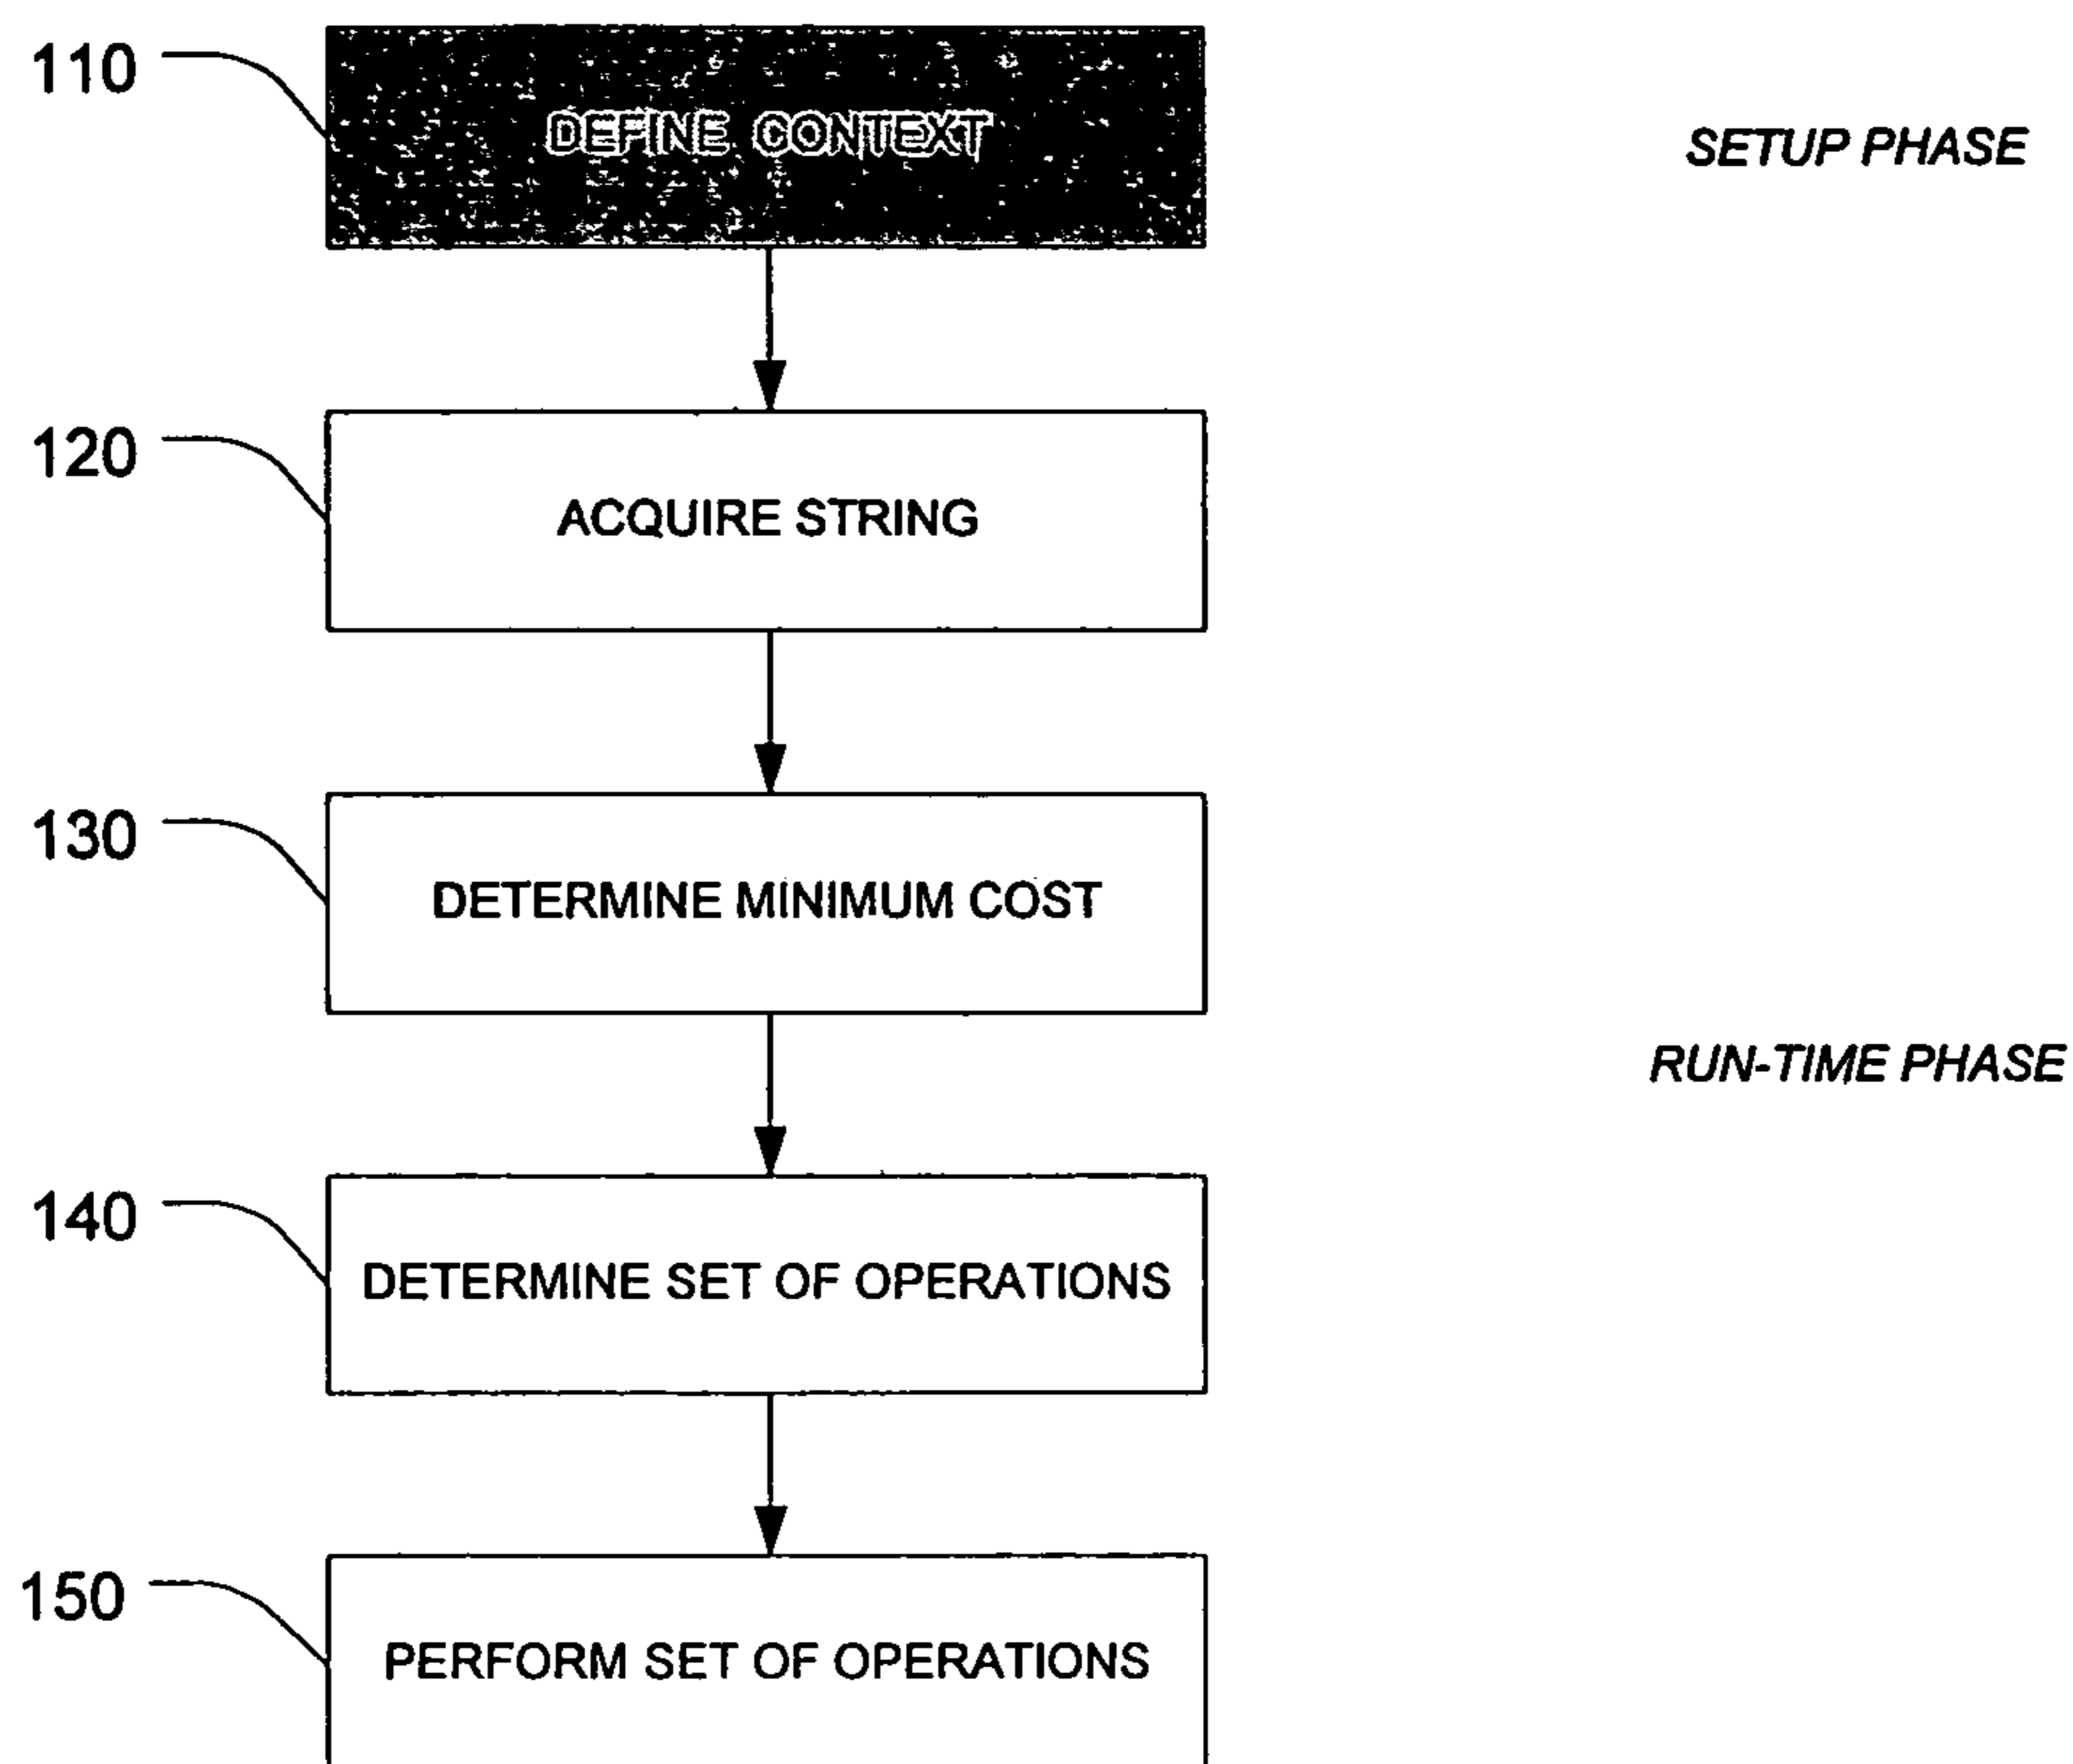 110
DEFINE CONTEXT
SETUP PHASE
120
ACQUIRE STRING
130
DETERMINE MINIMUM COST
RUN-TIME PHASE
140
DETERMINE SET OF OPERATIONS
150
PERFORM SET OF OPERATIONS